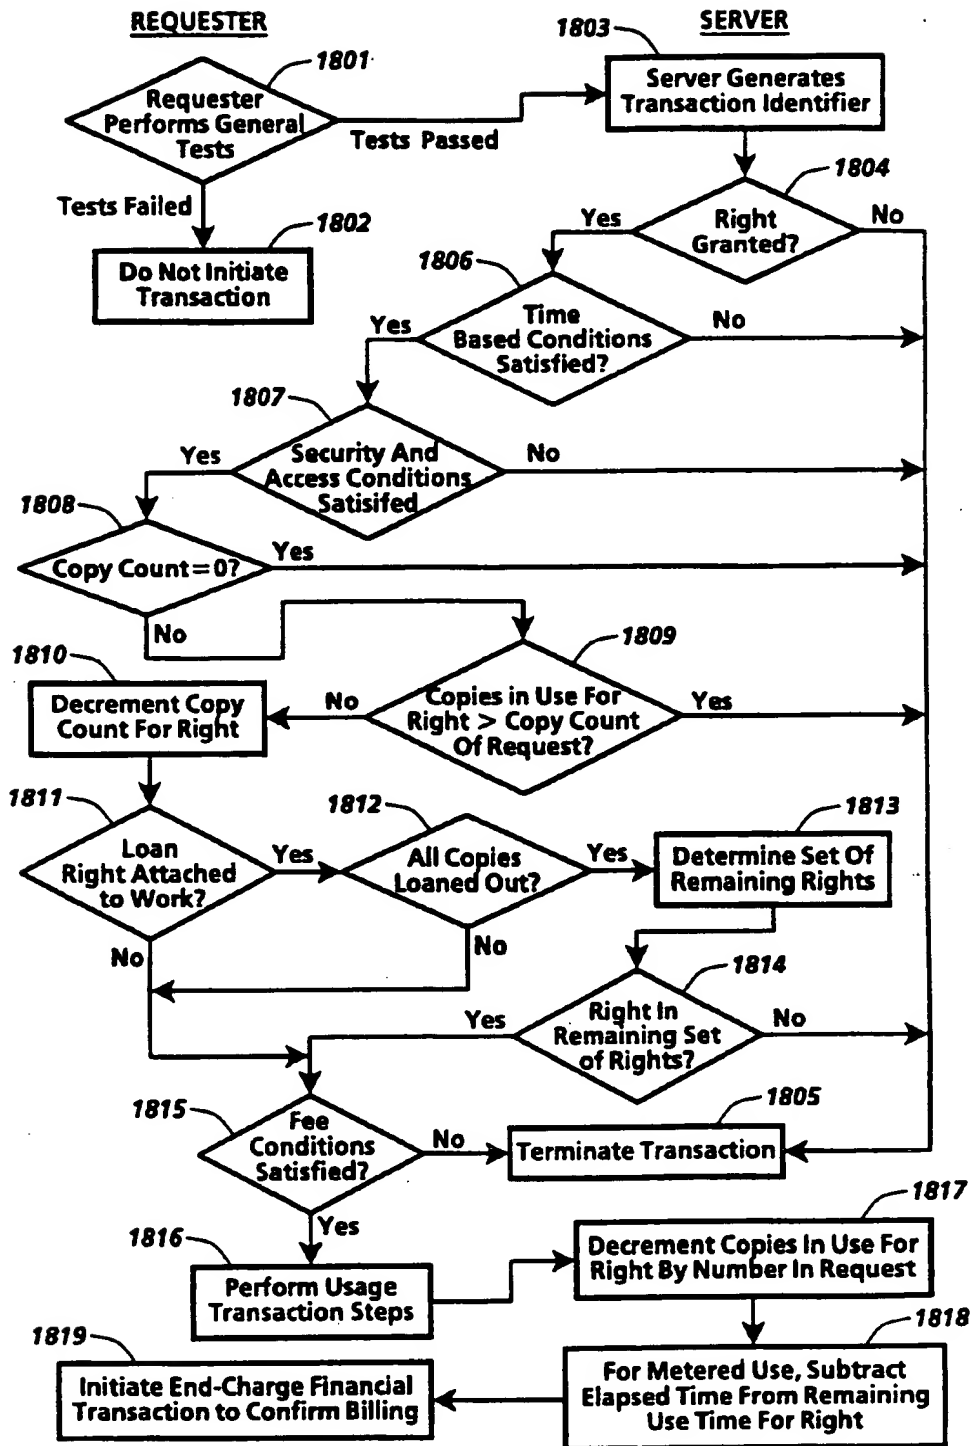 REQUESTER
SERVER
1801
1803
Requester
Performs General
Tests
Tests Passed
Server Generates
Transaction Identifier
Tests Failed
1802
Do Not Initiate
Transaction
1804
Right
Granted?
Yes
No
1806
Time
Based Conditions
Satisfied?
Yes
No
1807
Security And
Access Conditions
Satisifed
Yes
No
1808
Copy Count=0?
Yes
No
1809
Copies in Use For
Right > Copy Count
Of Request?
No
Yes
1810
Decrement Copy
Count For Right
1811
Loan
Right Attached
to Work?
Yes
No
1812
All Copies
Loaned Out?
Yes
No
1813
Determine Set Of
Remaining Rights
1814
Right In
Remaining Set
of Rights?
Yes
No
1815
Fee
Conditions
Satisfied?
No
Yes
1805
Terminate Transaction
1816
Perform Usage
Transaction Steps
1817
Decrement Copies In Use For
Right By Number In Request
1818
For Metered Use, Subtract
Elapsed Time From Remaining
Use Time For Right
1819
Initiate End-Charge Financial
Transaction to Confirm Billing